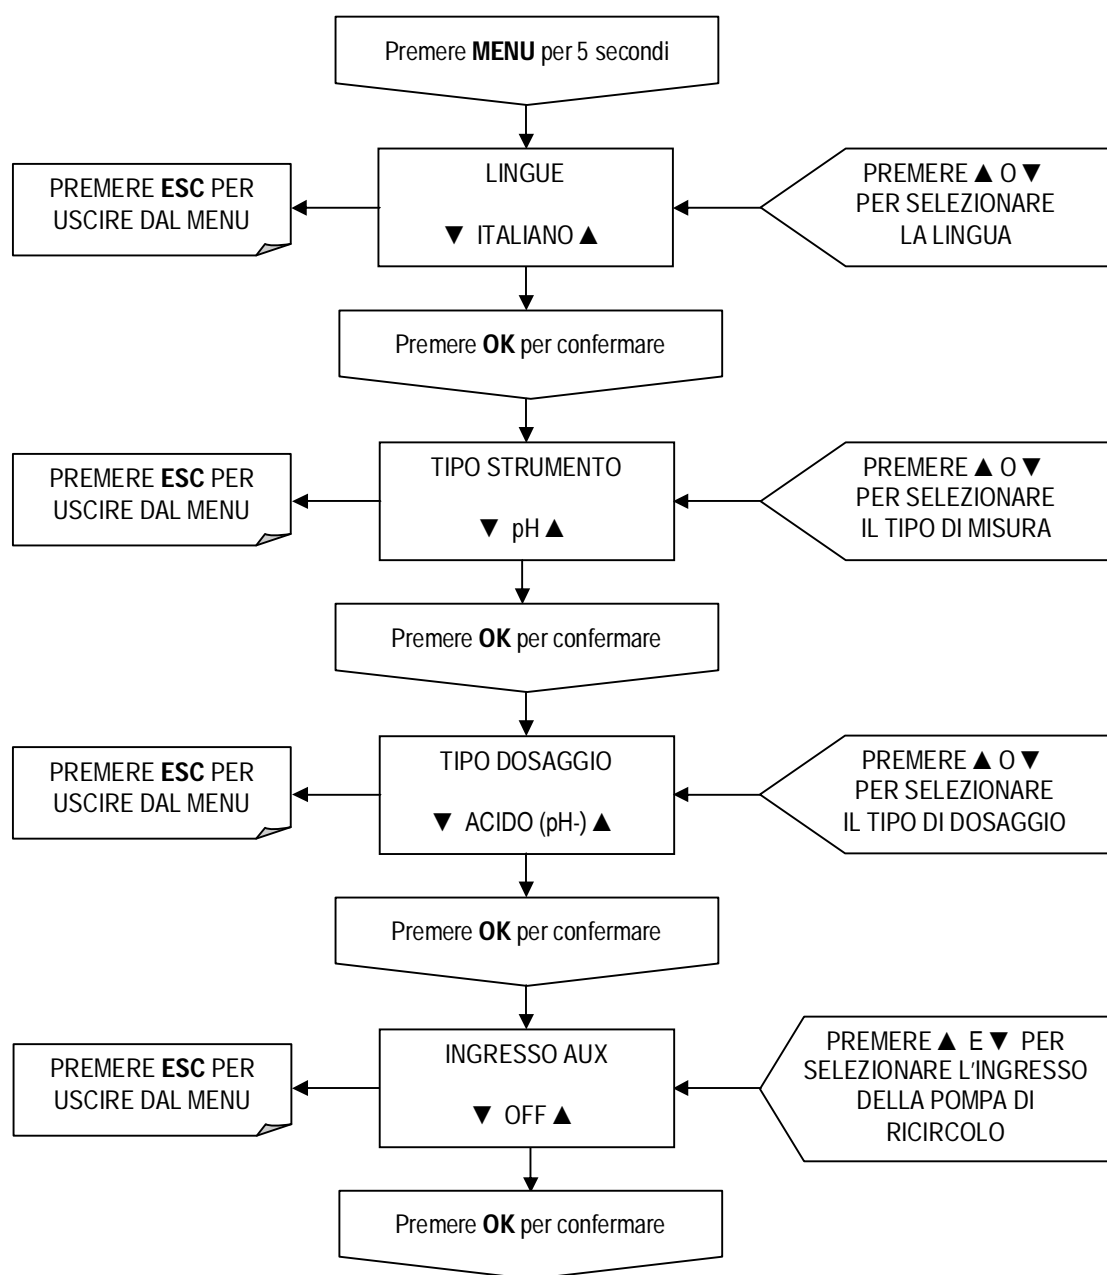 Premere MENU per 5 secondi
PREMERE ESC PER
USCIRE DAL MENU
LINGUE
▼ ITALIANO ▲
PREMERE ▲ O ▼
PER SELEZIONARE
LA LINGUA
Premere OK per confermare
PREMERE ESC PER
USCIRE DAL MENU
TIPO STRUMENTO
▼ pH ▲
PREMERE ▲ O ▼
PER SELEZIONARE
IL TIPO DI MISURA
Premere OK per confermare
PREMERE ESC PER
USCIRE DAL MENU
TIPO DOSAGGIO
▼ ACIDO (pH-) ▲
PREMERE ▲ O ▼
PER SELEZIONARE
IL TIPO DI DOSAGGIO
Premere OK per confermare
PREMERE ESC PER
USCIRE DAL MENU
INGRESSO AUX
▼ OFF ▲
PREMERE ▲ E ▼ PER
SELEZIONARE L'INGRESSO
DELLA POMPA DI
RICIRCOLO
Premere OK per confermare